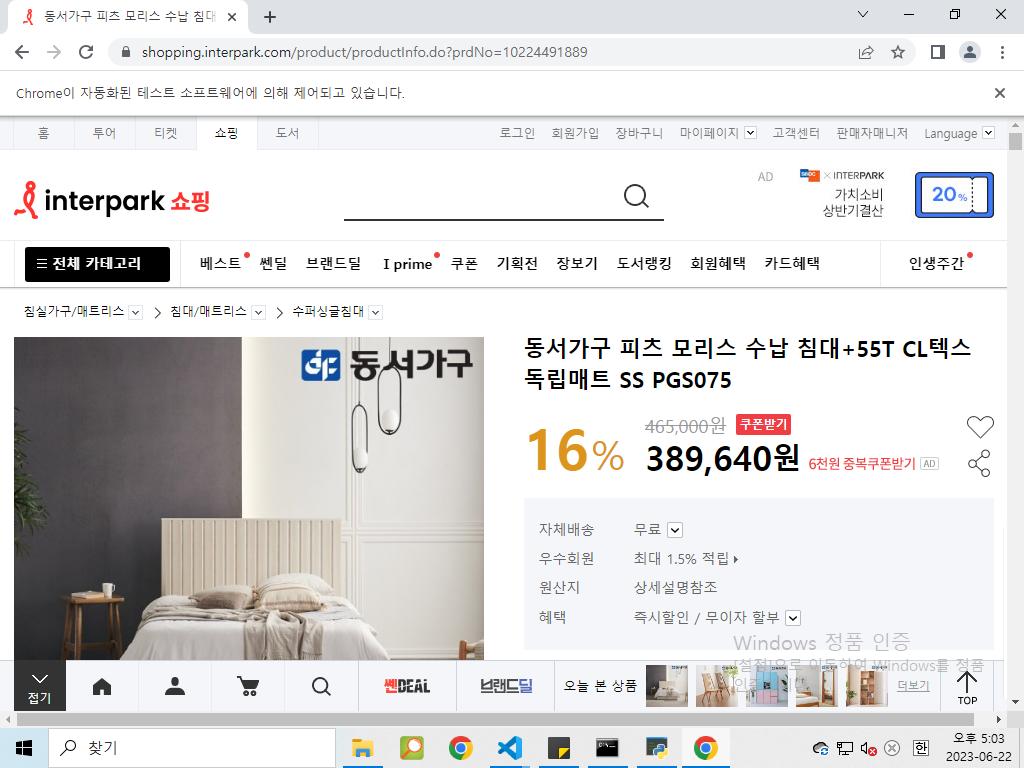 동서가구 피츠 모리스 수납 침대
shopping.interpark.com/product/productInfo.do?prdNo=10224491889
Chrome이 자동화된 테스트 소프트웨어에 의해 제어되고 있습니다.
홈 투어 티켓 쇼핑 도서 로그인 회원가입 장바구니 마이페이지 고객센터 판매자매니저 Language
interpark 쇼핑
AD
× INTERPARK
가치소비
상반기결산
20%
전체 카테고리 베스트 쎈딜 브랜드딜 I prime 쿠폰 기획전 장보기 도서랭킹 회원혜택 카드혜택 인생주간
침실가구/매트리스 침대/매트리스 수퍼싱글침대
동서가구
동서가구 피츠 모리스 수납 침대+55T CL텍스
독립매트 SS PGS075
16%
465,000원 쿠폰받기
389,640원 6천원 중복쿠폰받기 AD
자체배송 무료
우수회원 최대 1.5% 적립
원산지 상세설명참조
혜택 즉시할인 / 무이자 할부
Windows 정품 인증
[설정]으로 이동하여 Windows를 정품
접기 쎈DEAL 브랜드딜 오늘 본 상품 더보기 TOP
찾기
한
오후 5:03
2023-06-22